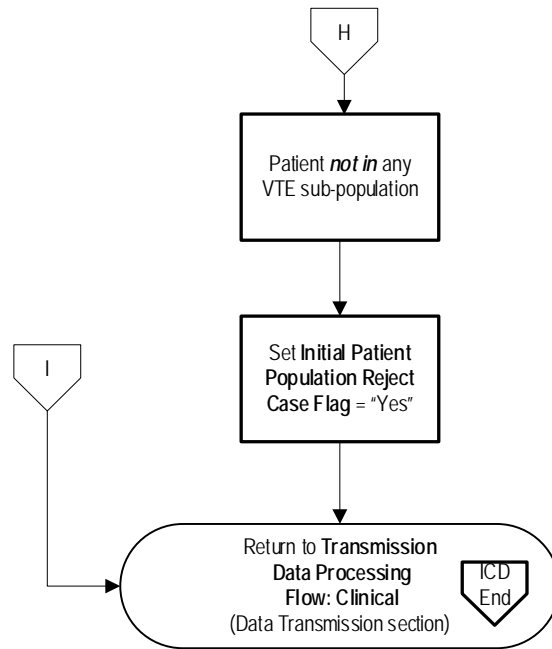 H
Patient not in any
VTE sub-population
Set Initial Patient
Population Reject
Case Flag = “Yes”
I
Return to Transmission
Data Processing
Flow: Clinical
(Data Transmission section)
ICD
End